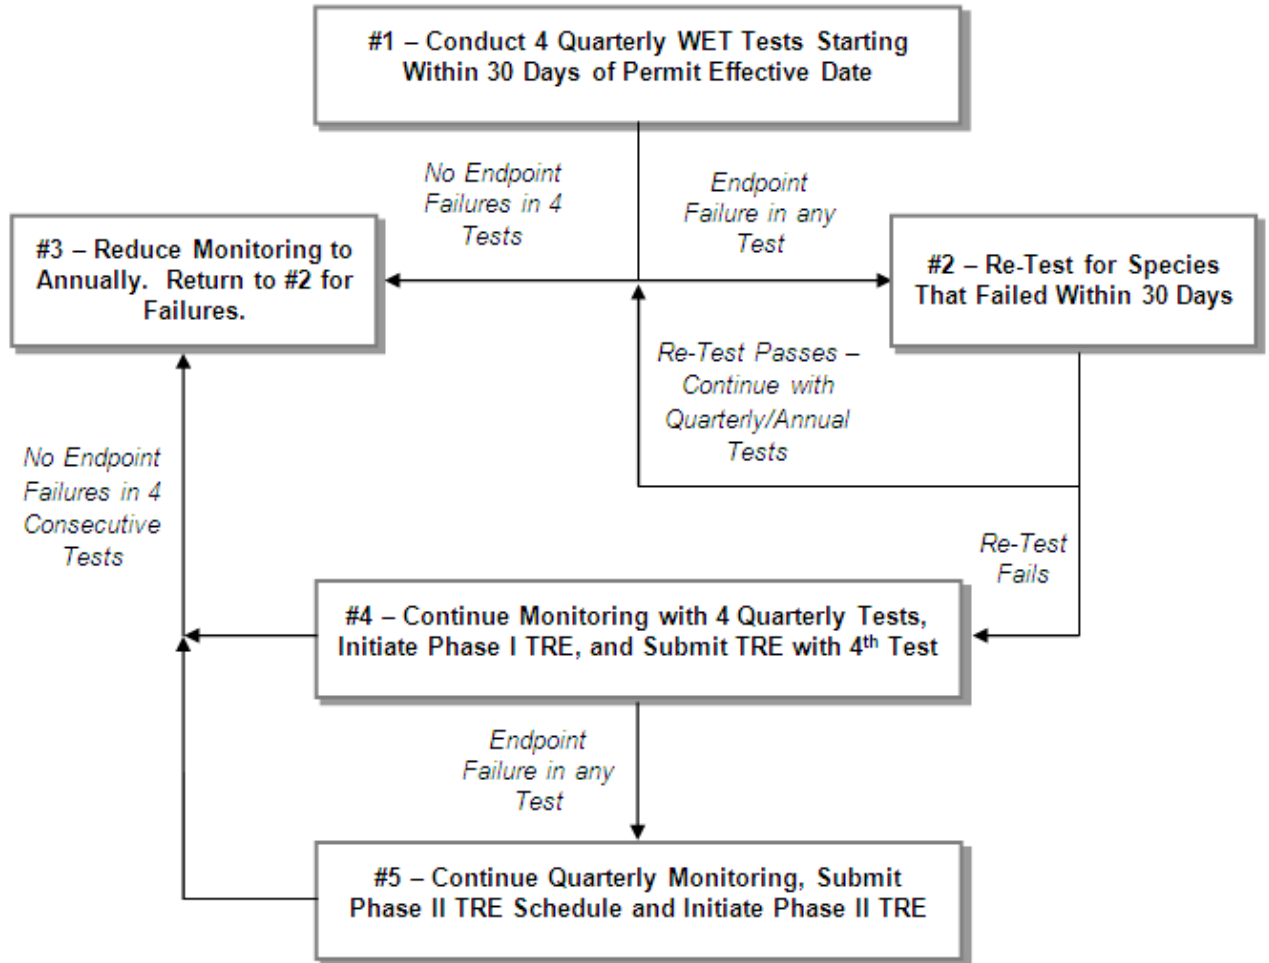 #1 – Conduct 4 Quarterly WET Tests Starting
Within 30 Days of Permit Effective Date
No Endpoint
Failures in 4
Tests
Endpoint
Failure in any
Test
#3 – Reduce Monitoring to
Annually. Return to #2 for
Failures.
#2 – Re-Test for Species
That Failed Within 30 Days
Re-Test Passes –
Continue with
Quarterly/Annual
Tests
No Endpoint
Failures in 4
Consecutive
Tests
Re-Test
Fails
#4 – Continue Monitoring with 4 Quarterly Tests,
Initiate Phase I TRE, and Submit TRE with 4th Test
Endpoint
Failure in any
Test
#5 – Continue Quarterly Monitoring, Submit
Phase II TRE Schedule and Initiate Phase II TRE